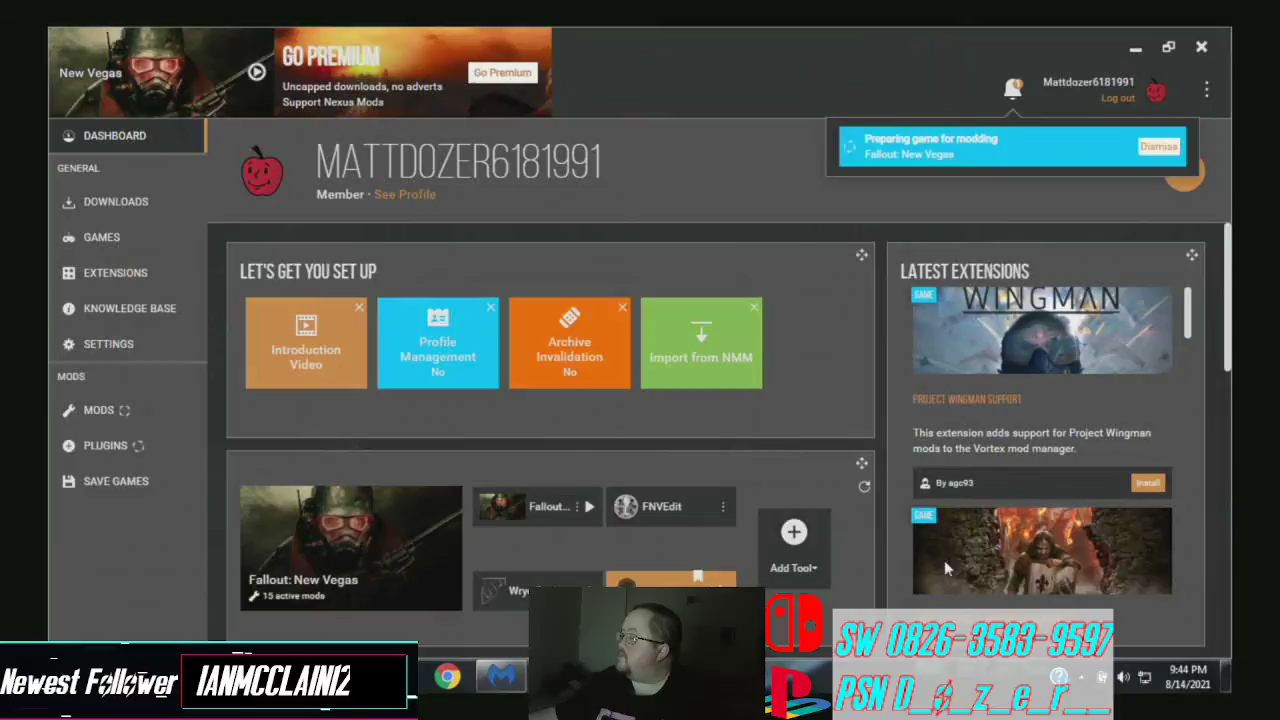 New Vegas
GO PREMIUM
Uncapped downloads, no adverts
Support Nexus Mods
Go Premium
Mattdozer6181991
Log out
Preparing game for modding
Fallout: New Vegas
Dismiss
DASHBOARD
GENERAL
DOWNLOADS
GAMES
EXTENSIONS
KNOWLEDGE BASE
SETTINGS
MODS
MODS
PLUGINS
SAVE GAMES
MATTDOZER6181991
Member · See Profile
LET'S GET YOU SET UP
Introduction
Video
Profile
Management
No
Archive
Invalidation
No
Import from NMM
Fallout: New Vegas
15 active mods
Fallout...
FNVEdit
Wrye
Add Tool
LATEST EXTENSIONS
GAME
WINGMAN
PROJECT WINGMAN SUPPORT
This extension adds support for Project Wingman
mods to the Vortex mod manager.
By agc93
Install
GAME
Newest Follower
IANMCCLAIN12
SW 0826-3583-9597
PSN D_o_z_e_r__
9:44 PM
8/14/2021